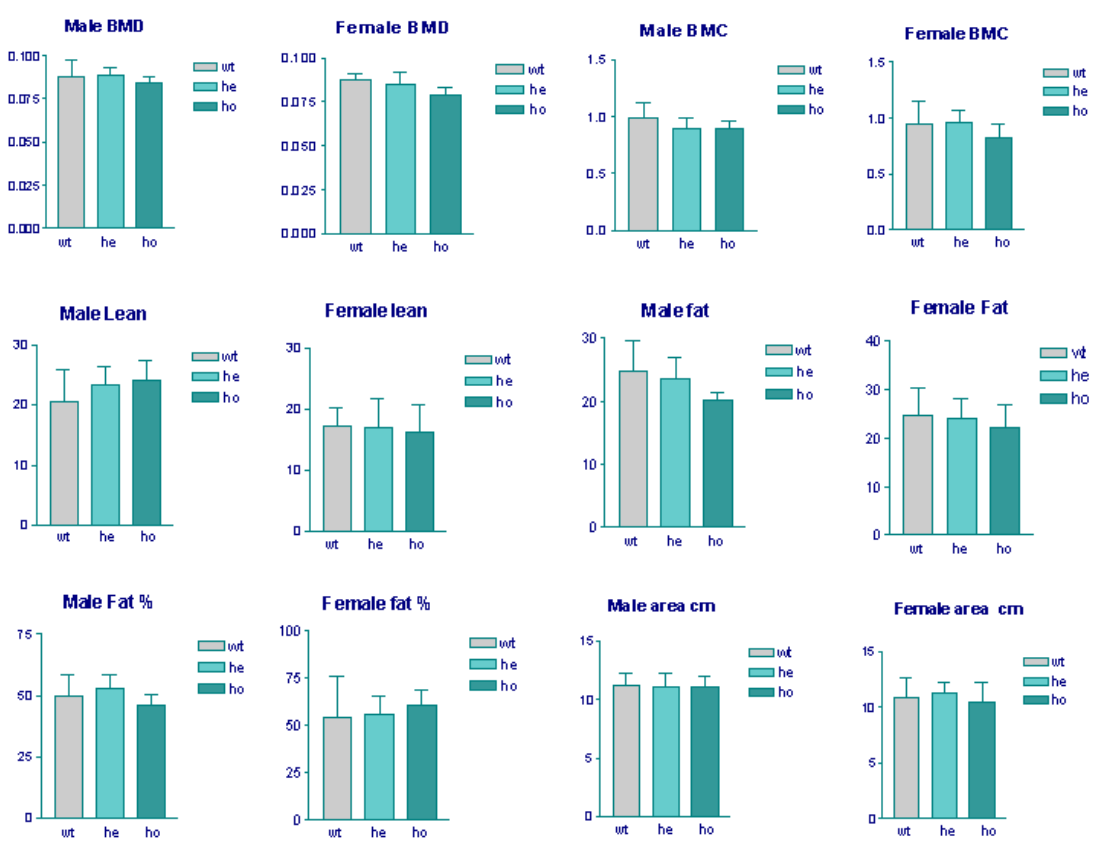 Male BMD
0.100
0.075
0.050
0.025
0.000
wt he ho
wt
he
ho
Female BMD
0.100
0.075
0.050
0.025
0.000
wt he ho
wt
he
ho
Male BMC
1.5
1.0
0.5
0.0
wt he ho
wt
he
ho
Female BMC
1.5
1.0
0.5
0.0
wt he ho
wt
he
ho
Male Lean
30
20
10
0
wt he ho
wt
he
ho
Female lean
30
20
10
0
wt he ho
wt
he
ho
Male fat
30
20
10
0
wt he ho
wt
he
ho
Female Fat
40
30
20
10
0
wt he ho
wt
he
ho
Male Fat %
75
50
25
0
wt he ho
wt
he
ho
Female fat %
100
75
50
25
0
wt he ho
wt
he
ho
Male area cm
15
10
5
0
wt he ho
wt
he
ho
Female area cm
15
10
5
0
wt he ho
wt
he
ho